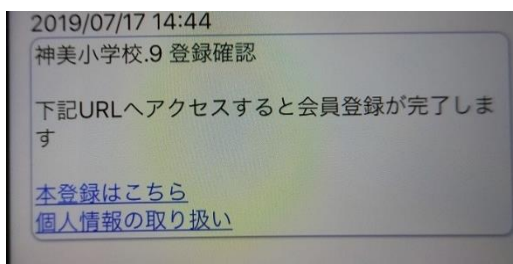 2019/07/17 14:44
神美小学校.9 登録確認
下記URLへアクセスすると会員登録が完了しま
す
本登録はこちら
個人情報の取り扱い